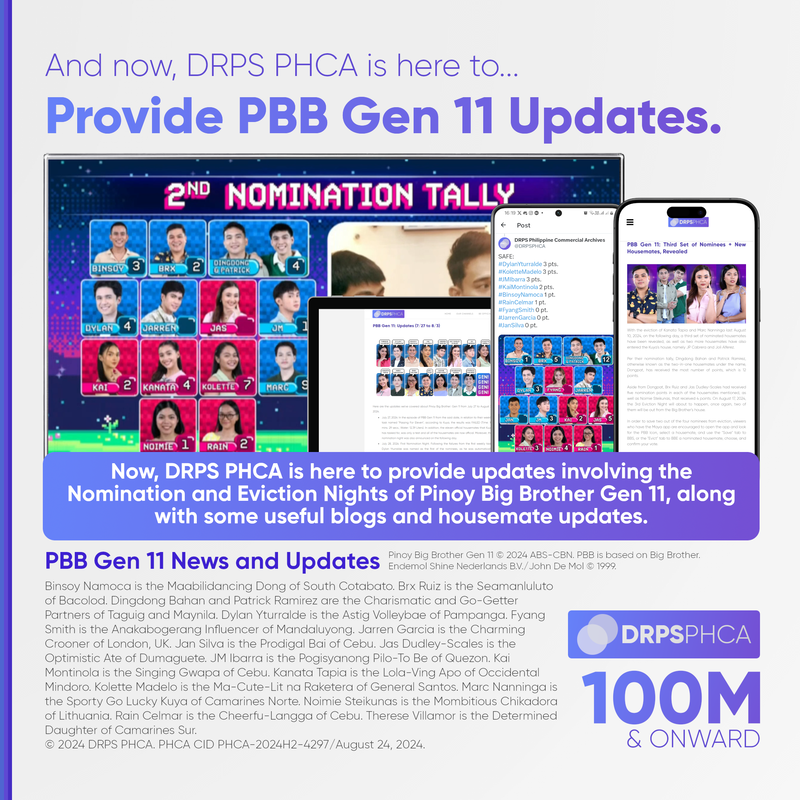 And now, DRPS PHCA is here to...
Provide PBB Gen 11 Updates.
2ND NOMINATION TALLY
BINSOY 3
BRX 2
DINGDONG & PATRICK 4
DYLAN 4
JARREN
JAS
JM 1
KAI 2
KANATA 4
KOLETTE 7
MARC 9
NOIMIE 1
RAIN 2
DRPSPHCA
PBB Gen 11: Updates (7/27 to 8/3)
Post
DRPS Philippine Commercial Archives
@DRPSPHCA
SAFE:
#DylanYturralde 3 pts.
#KoletteMadelo 3 pts.
#JMIbarra 3 pts.
#KaiMontinola 2 pts.
#BinsoyNamoca 1 pt.
#RainCelmar 1 pt.
#FyangSmith 0 pt.
#JarrenGarcia 0 pt.
#JanSilva 0 pt.
DRPSPHCA
PBB Gen 11: Third Set of Nominees + New
Housemates, Revealed
Now, DRPS PHCA is here to provide updates involving the
Nomination and Eviction Nights of Pinoy Big Brother Gen 11, along
with some useful blogs and housemate updates.
PBB Gen 11 News and Updates
Pinoy Big Brother Gen 11 © 2024 ABS-CBN. PBB is based on Big Brother.
Endemol Shine Nederlands B.V./John De Mol © 1999.
Binsoy Namoca is the Maabilidancing Dong of South Cotabato. Brx Ruiz is the Seamanluluto
of Bacolod. Dingdong Bahan and Patrick Ramirez are the Charismatic and Go-Getter
Partners of Taguig and Maynila. Dylan Yturralde is the Astig Volleybae of Pampanga. Fyang
Smith is the Anakabogerang Influencer of Mandaluyong. Jarren Garcia is the Charming
Crooner of London, UK. Jan Silva is the Prodigal Bai of Cebu. Jas Dudley-Scales is the
Optimistic Ate of Dumaguete. JM Ibarra is the Pogisyanong Pilo-To Be of Quezon. Kai
Montinola is the Singing Gwapa of Cebu. Kanata Tapia is the Lola-Ving Apo of Occidental
Mindoro. Kolette Madelo is the Ma-Cute-Lit na Raketera of General Santos. Marc Nanninga is
the Sporty Go Lucky Kuya of Camarines Norte. Noimie Steikunas is the Mombitious Chikadora
of Lithuania. Rain Celmar is the Cheerfu-Langga of Cebu. Therese Villamor is the Determined
Daughter of Camarines Sur.
© 2024 DRPS PHCA. PHCA CID PHCA-2024H2-4297/August 24, 2024.
DRPSPHCA
100M
& ONWARD